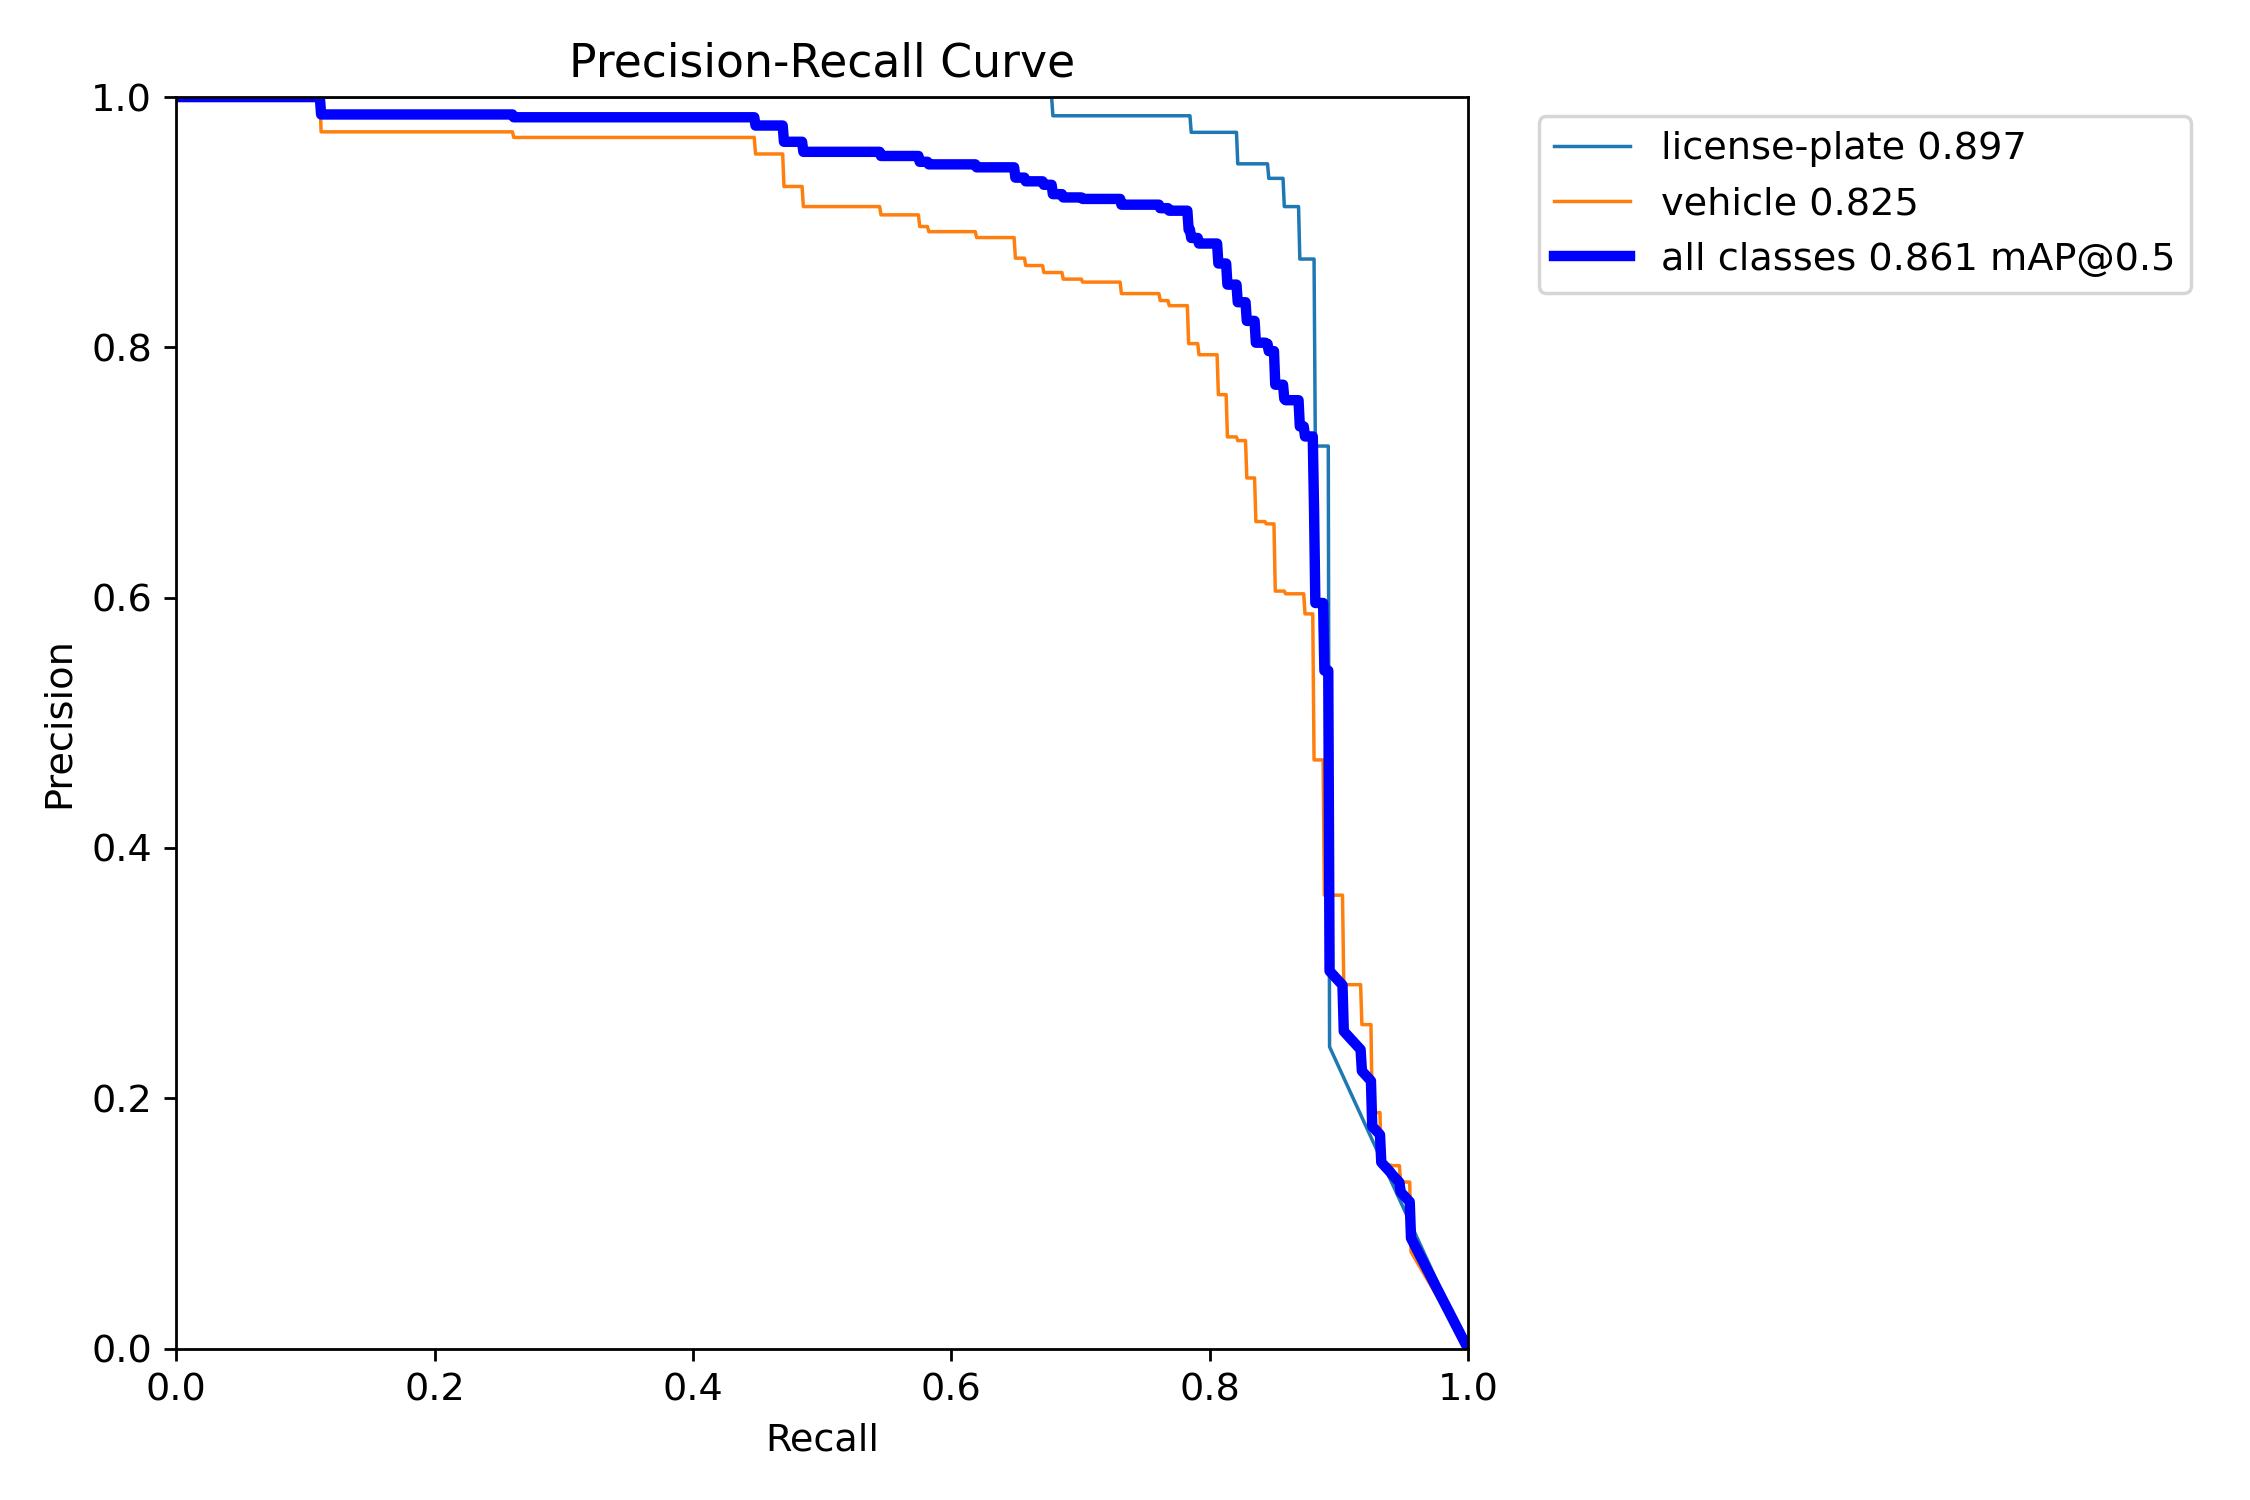 Precision-Recall Curve
1.0
0.8
0.6
0.4
0.2
0.0
Precision
0.0 0.2 0.4 0.6 0.8 1.0
Recall
license-plate 0.897
vehicle 0.825
all classes 0.861 mAP@0.5